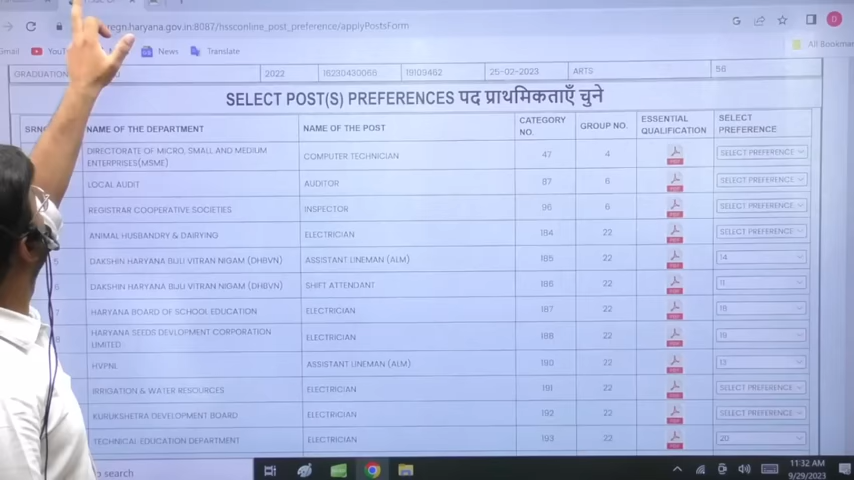 regn.haryana.gov.in:8087/hssconline_post_preference/applyPostsForm
Gmail
News
Translate
All Bookmar
GRADUATION 2022 16230430066 19109462 25-02-2023 ARTS 56
SELECT POST(S) PREFERENCES पद प्राथमिकताएँ चुने
SRNO NAME OF THE DEPARTMENT NAME OF THE POST CATEGORY NO. GROUP NO. ESSENTIAL QUALIFICATION SELECT PREFERENCE
DIRECTORATE OF MICRO, SMALL AND MEDIUM ENTERPRISES(MSME) COMPUTER TECHNICIAN 47 4 SELECT PREFERENCE
LOCAL AUDIT AUDITOR 87 6 SELECT PREFERENCE
REGISTRAR COOPERATIVE SOCIETIES INSPECTOR 96 6 SELECT PREFERENCE
ANIMAL HUSBANDRY & DAIRYING ELECTRICIAN 184 22 SELECT PREFERENCE
5 DAKSHIN HARYANA BIJLI VITRAN NIGAM (DHBVN) ASSISTANT LINEMAN (ALM) 185 22 14
6 DAKSHIN HARYANA BIJLI VITRAN NIGAM (DHBVN) SHIFT ATTENDANT 186 22 11
7 HARYANA BOARD OF SCHOOL EDUCATION ELECTRICIAN 187 22 18
HARYANA SEEDS DEVLOPMENT CORPORATION LIMITED ELECTRICIAN 188 22 19
HVPNL ASSISTANT LINEMAN (ALM) 190 22 13
IRRIGATION & WATER RESOURCES ELECTRICIAN 191 22 SELECT PREFERENCE
KURUKSHETRA DEVELOPMENT BOARD ELECTRICIAN 192 22 SELECT PREFERENCE
TECHNICAL EDUCATION DEPARTMENT ELECTRICIAN 193 22 20
search
11:32 AM
9/29/2023